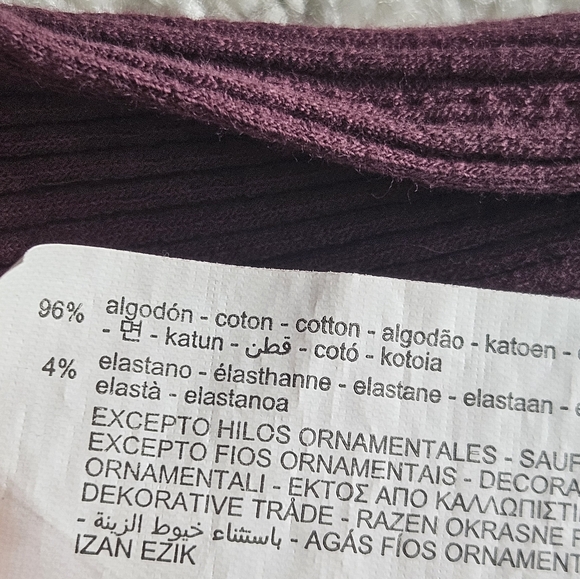 96% algodón - coton - cotton - algodão - katoen -
- 면 - katun - قطن - cotó - kotoia
4% elastano - élasthanne - elastane - elastaan -
elastà - elastanoa
EXCEPTO HILOS ORNAMENTALES - SAUF
EXCEPTO FIOS ORNAMENTAIS - DECORA
ORNAMENTALI - ΕΚΤΟΣ ΑΠΟ ΚΑΛΛΩΠΙΣΤΙ
DEKORATIVE TRÅDE - RAZEN OKRASNE
- باستثناء خيوط الزينة - AGÁS FÍOS ORNAMENT
IZAN EZIK